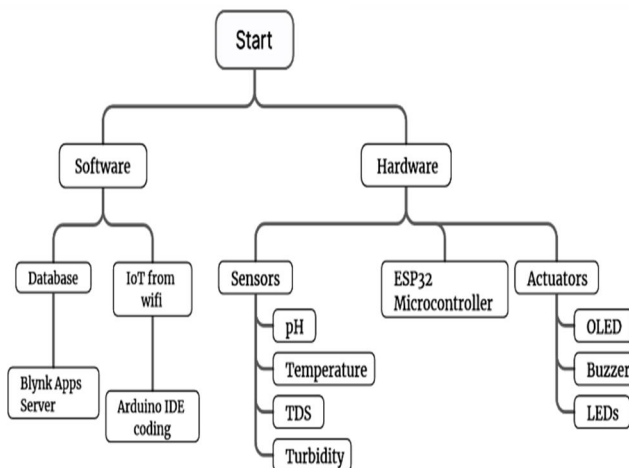 Start
Software
Hardware
Database
IoT from
wifi
Sensors
ESP32
Microcontroller
Actuators
pH
OLED
Blynk Apps
Server
Temperature
Buzzer
Arduino IDE
coding
TDS
LEDs
Turbidity